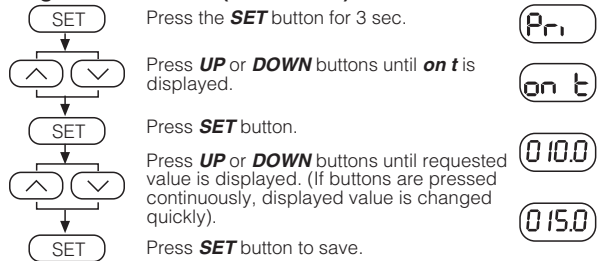 SET Press the SET button for 3 sec. Pri
Press UP or DOWN buttons until on t is
displayed. on t
SET Press SET button.
Press UP or DOWN buttons until requested 010.0
value is displayed. (If buttons are pressed
continuously, displayed value is changed
quickly). 015.0
SET Press SET button to save.